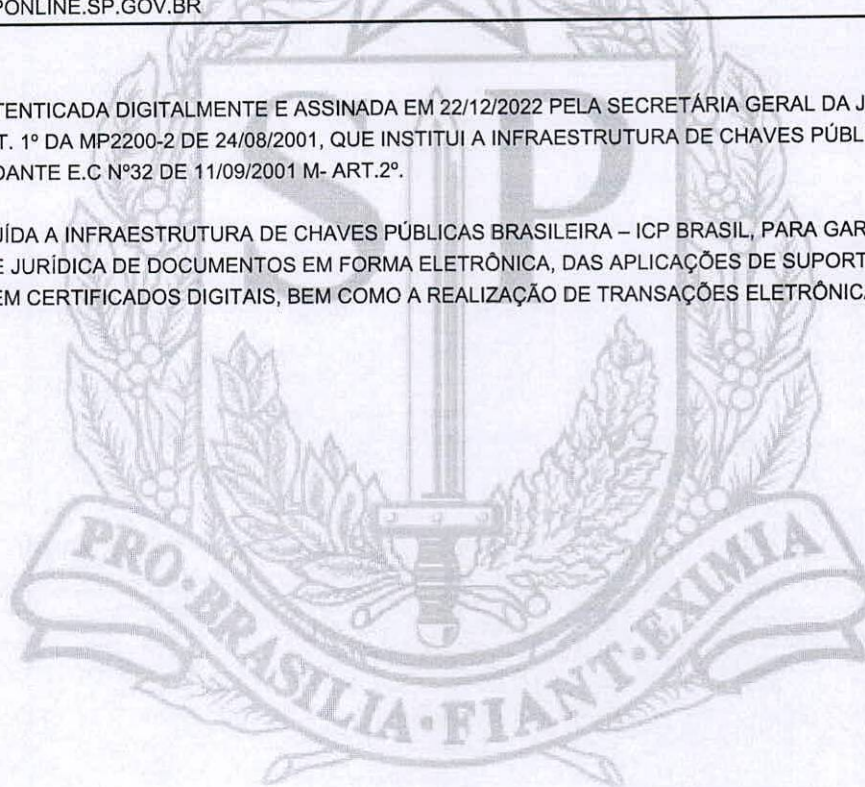 PONLINE.SP.GOV.BR
TENTICADA DIGITALMENTE E ASSINADA EM 22/12/2022 PELA SECRETÁRIA GERAL DA J
T. 1º DA MP2200-2 DE 24/08/2001, QUE INSTITUI A INFRAESTRUTURA DE CHAVES PÚBL
DANTE E.C Nº32 DE 11/09/2001 M- ART.2º.
UÍDA A INFRAESTRUTURA DE CHAVES PÚBLICAS BRASILEIRA – ICP BRASIL, PARA GAR
E JURÍDICA DE DOCUMENTOS EM FORMA ELETRÔNICA, DAS APLICAÇÕES DE SUPORT
EM CERTIFICADOS DIGITAIS, BEM COMO A REALIZAÇÃO DE TRANSAÇÕES ELETRÔNICA
SP
PRO·BRASILIA·FIANT·EXIMIA